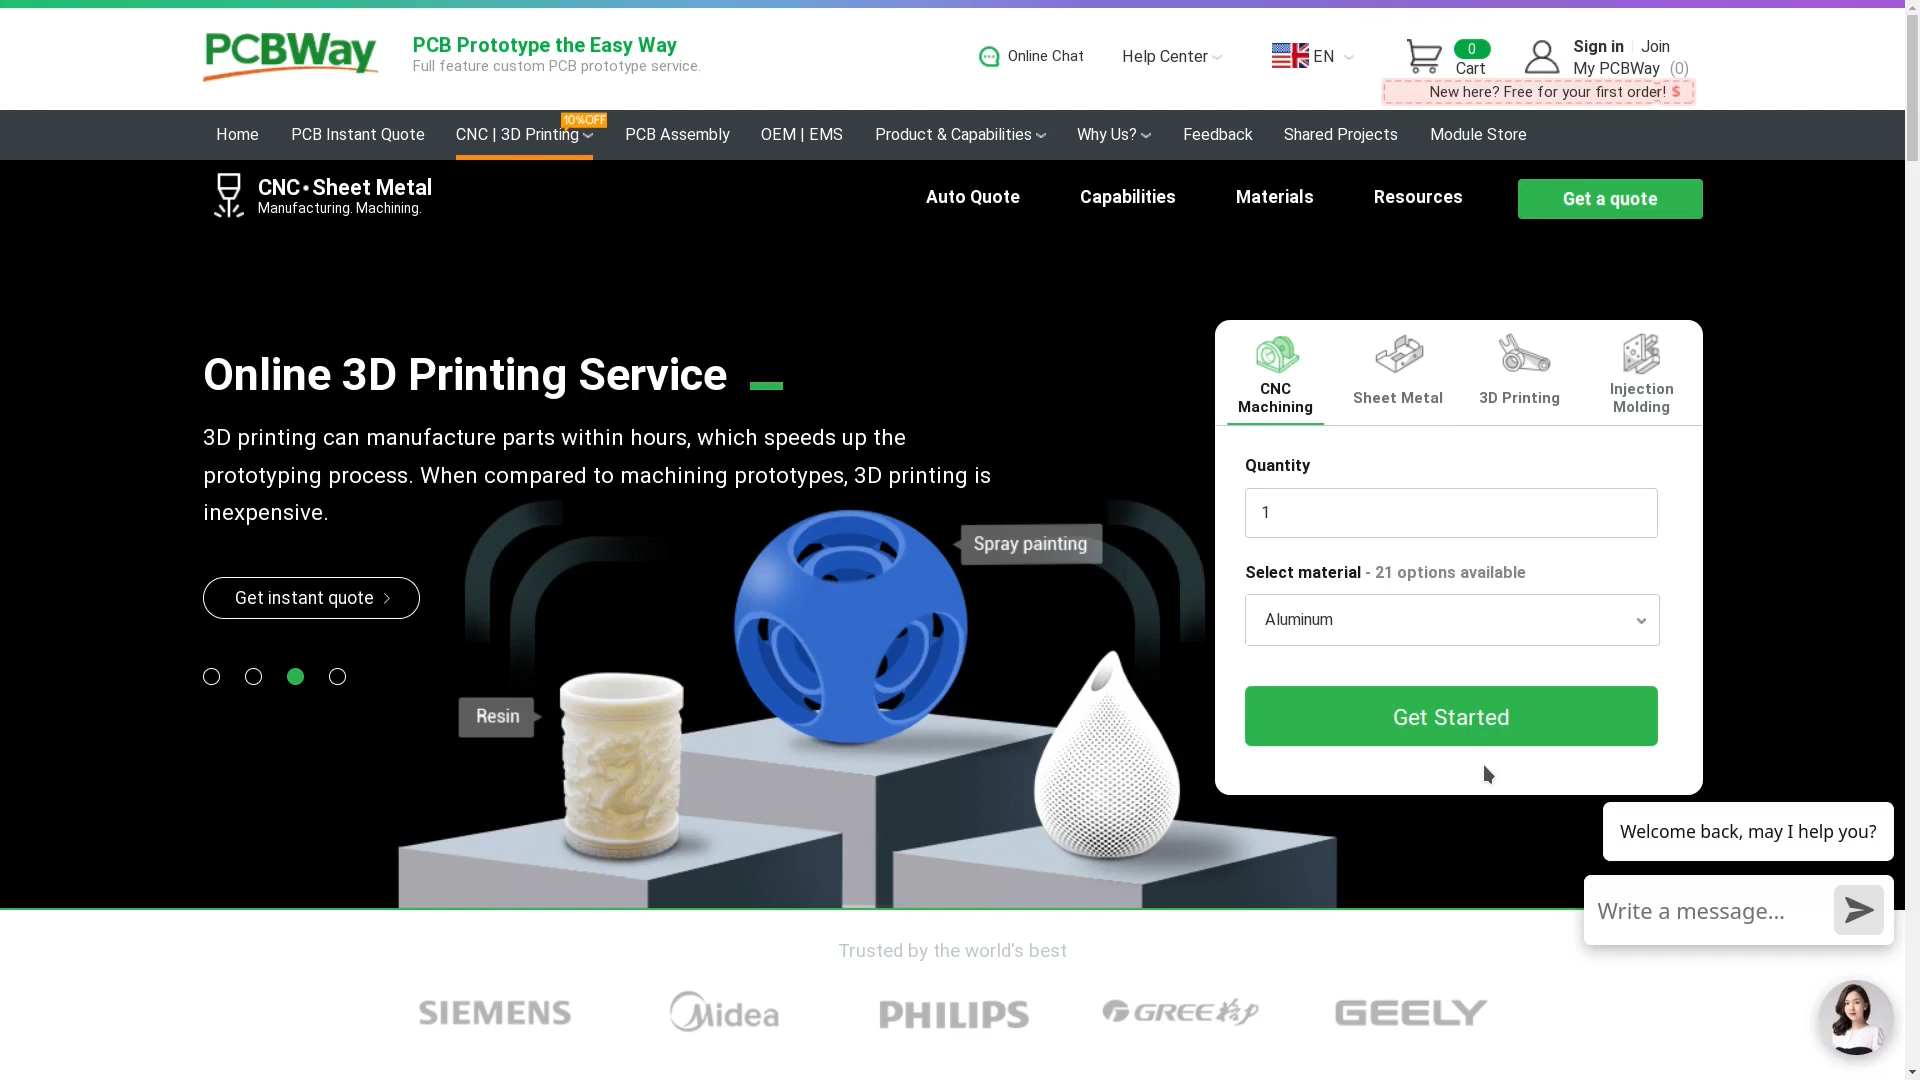 PCBWay
PCB Prototype the Easy Way
Full feature custom PCB prototype service.
Online Chat
Help Center
EN
0
Cart
Sign in
Join
My PCBWay (0)
New here? Free for your first order! $
Home
PCB Instant Quote
CNC | 3D Printing
10%OFF
PCB Assembly
OEM | EMS
Product & Capabilities
Why Us?
Feedback
Shared Projects
Module Store
CNC•Sheet Metal
Manufacturing. Machining.
Auto Quote
Capabilities
Materials
Resources
Get a quote
Online 3D Printing Service
3D printing can manufacture parts within hours, which speeds up the
prototyping process. When compared to machining prototypes, 3D printing is
inexpensive.
Get instant quote
Spray painting
Resin
CNC
Machining
Sheet Metal
3D Printing
Injection
Molding
Quantity
1
Select material - 21 options available
Aluminum
Get Started
Welcome back, may I help you?
Write a message...
Trusted by the world's best
SIEMENS
Midea
PHILIPS
GREE格力
GEELY